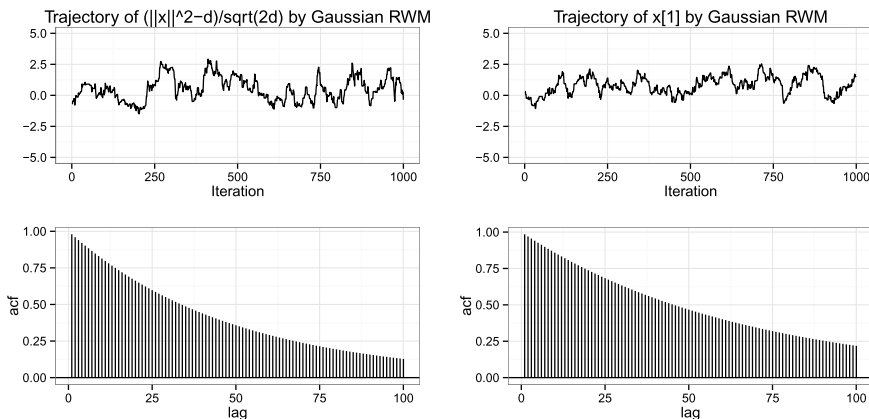 Trajectory of (||x||^2−d)/sqrt(2d) by Gaussian RWM
5.0
2.5
0.0
−2.5
−5.0
0 250 500 750 1000
Iteration
Trajectory of x[1] by Gaussian RWM
5.0
2.5
0.0
−2.5
−5.0
0 250 500 750 1000
Iteration
acf
1.00
0.75
0.50
0.25
0.00
0 25 50 75 100
lag
acf
1.00
0.75
0.50
0.25
0.00
0 25 50 75 100
lag